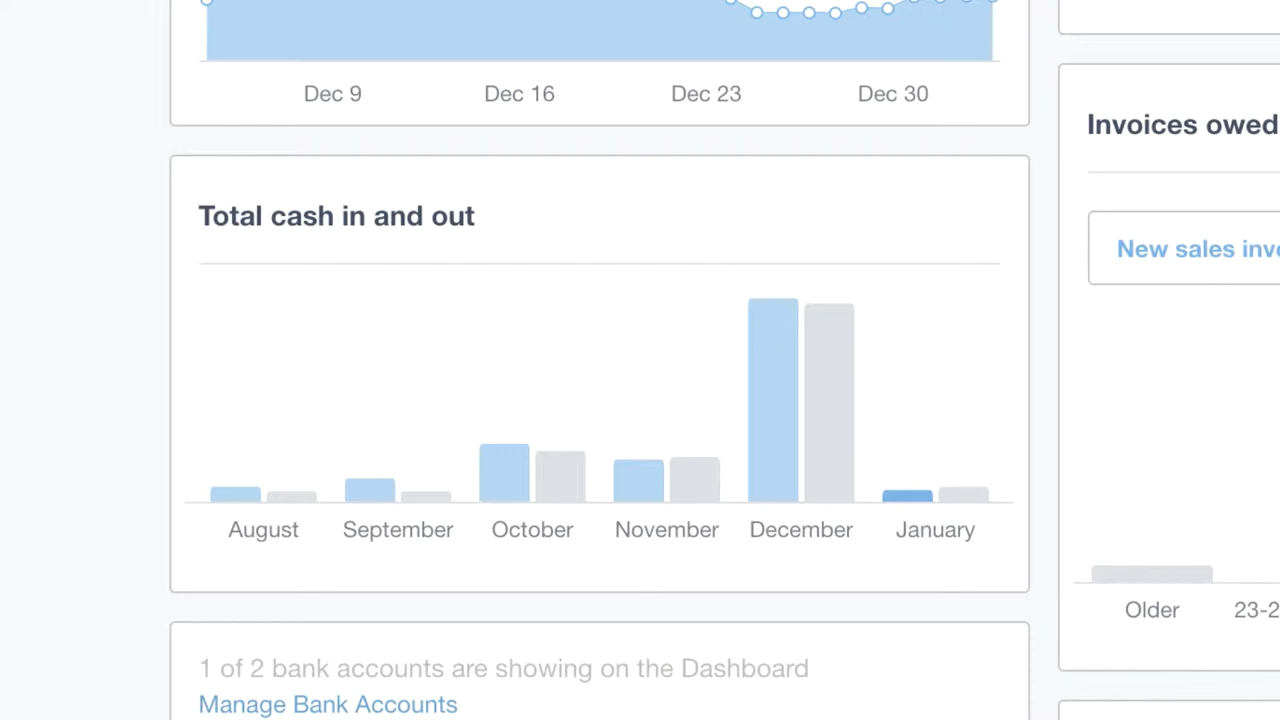 Dec 9
Dec 16
Dec 23
Dec 30
Total cash in and out
August
September
October
November
December
January
1 of 2 bank accounts are showing on the Dashboard
Manage Bank Accounts
Invoices owed
New sales
Older